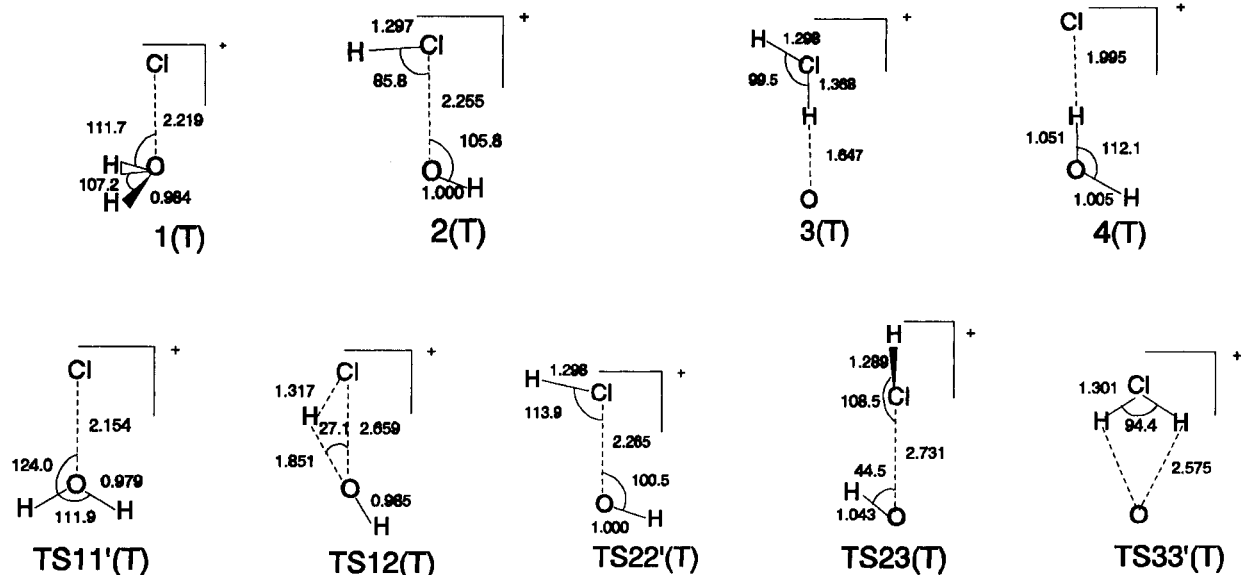 Cl +
111.7 2.219
H O
107.2
H 0.984
1(T)
1.297 +
H Cl
85.8
2.255
105.8
O
1.000 H
2(T)
H 1.298 +
Cl
99.5 1.368
H
1.647
O
3(T)
Cl +
1.995
H
1.051
112.1
O
H
1.005
4(T)
+
Cl
2.154
124.0
O 0.979
H H
111.9
TS11'(T)
+
Cl
1.317
H
27.1 2.659
1.851
O 0.985
H
TS12(T)
1.298 +
H Cl
113.9
2.265
100.5
O H
1.000
TS22'(T)
+
H
1.289
Cl
108.5
2.731
44.5
H
1.043 O
TS23(T)
+
1.301 Cl
H H
94.4
2.575
O
TS33'(T)